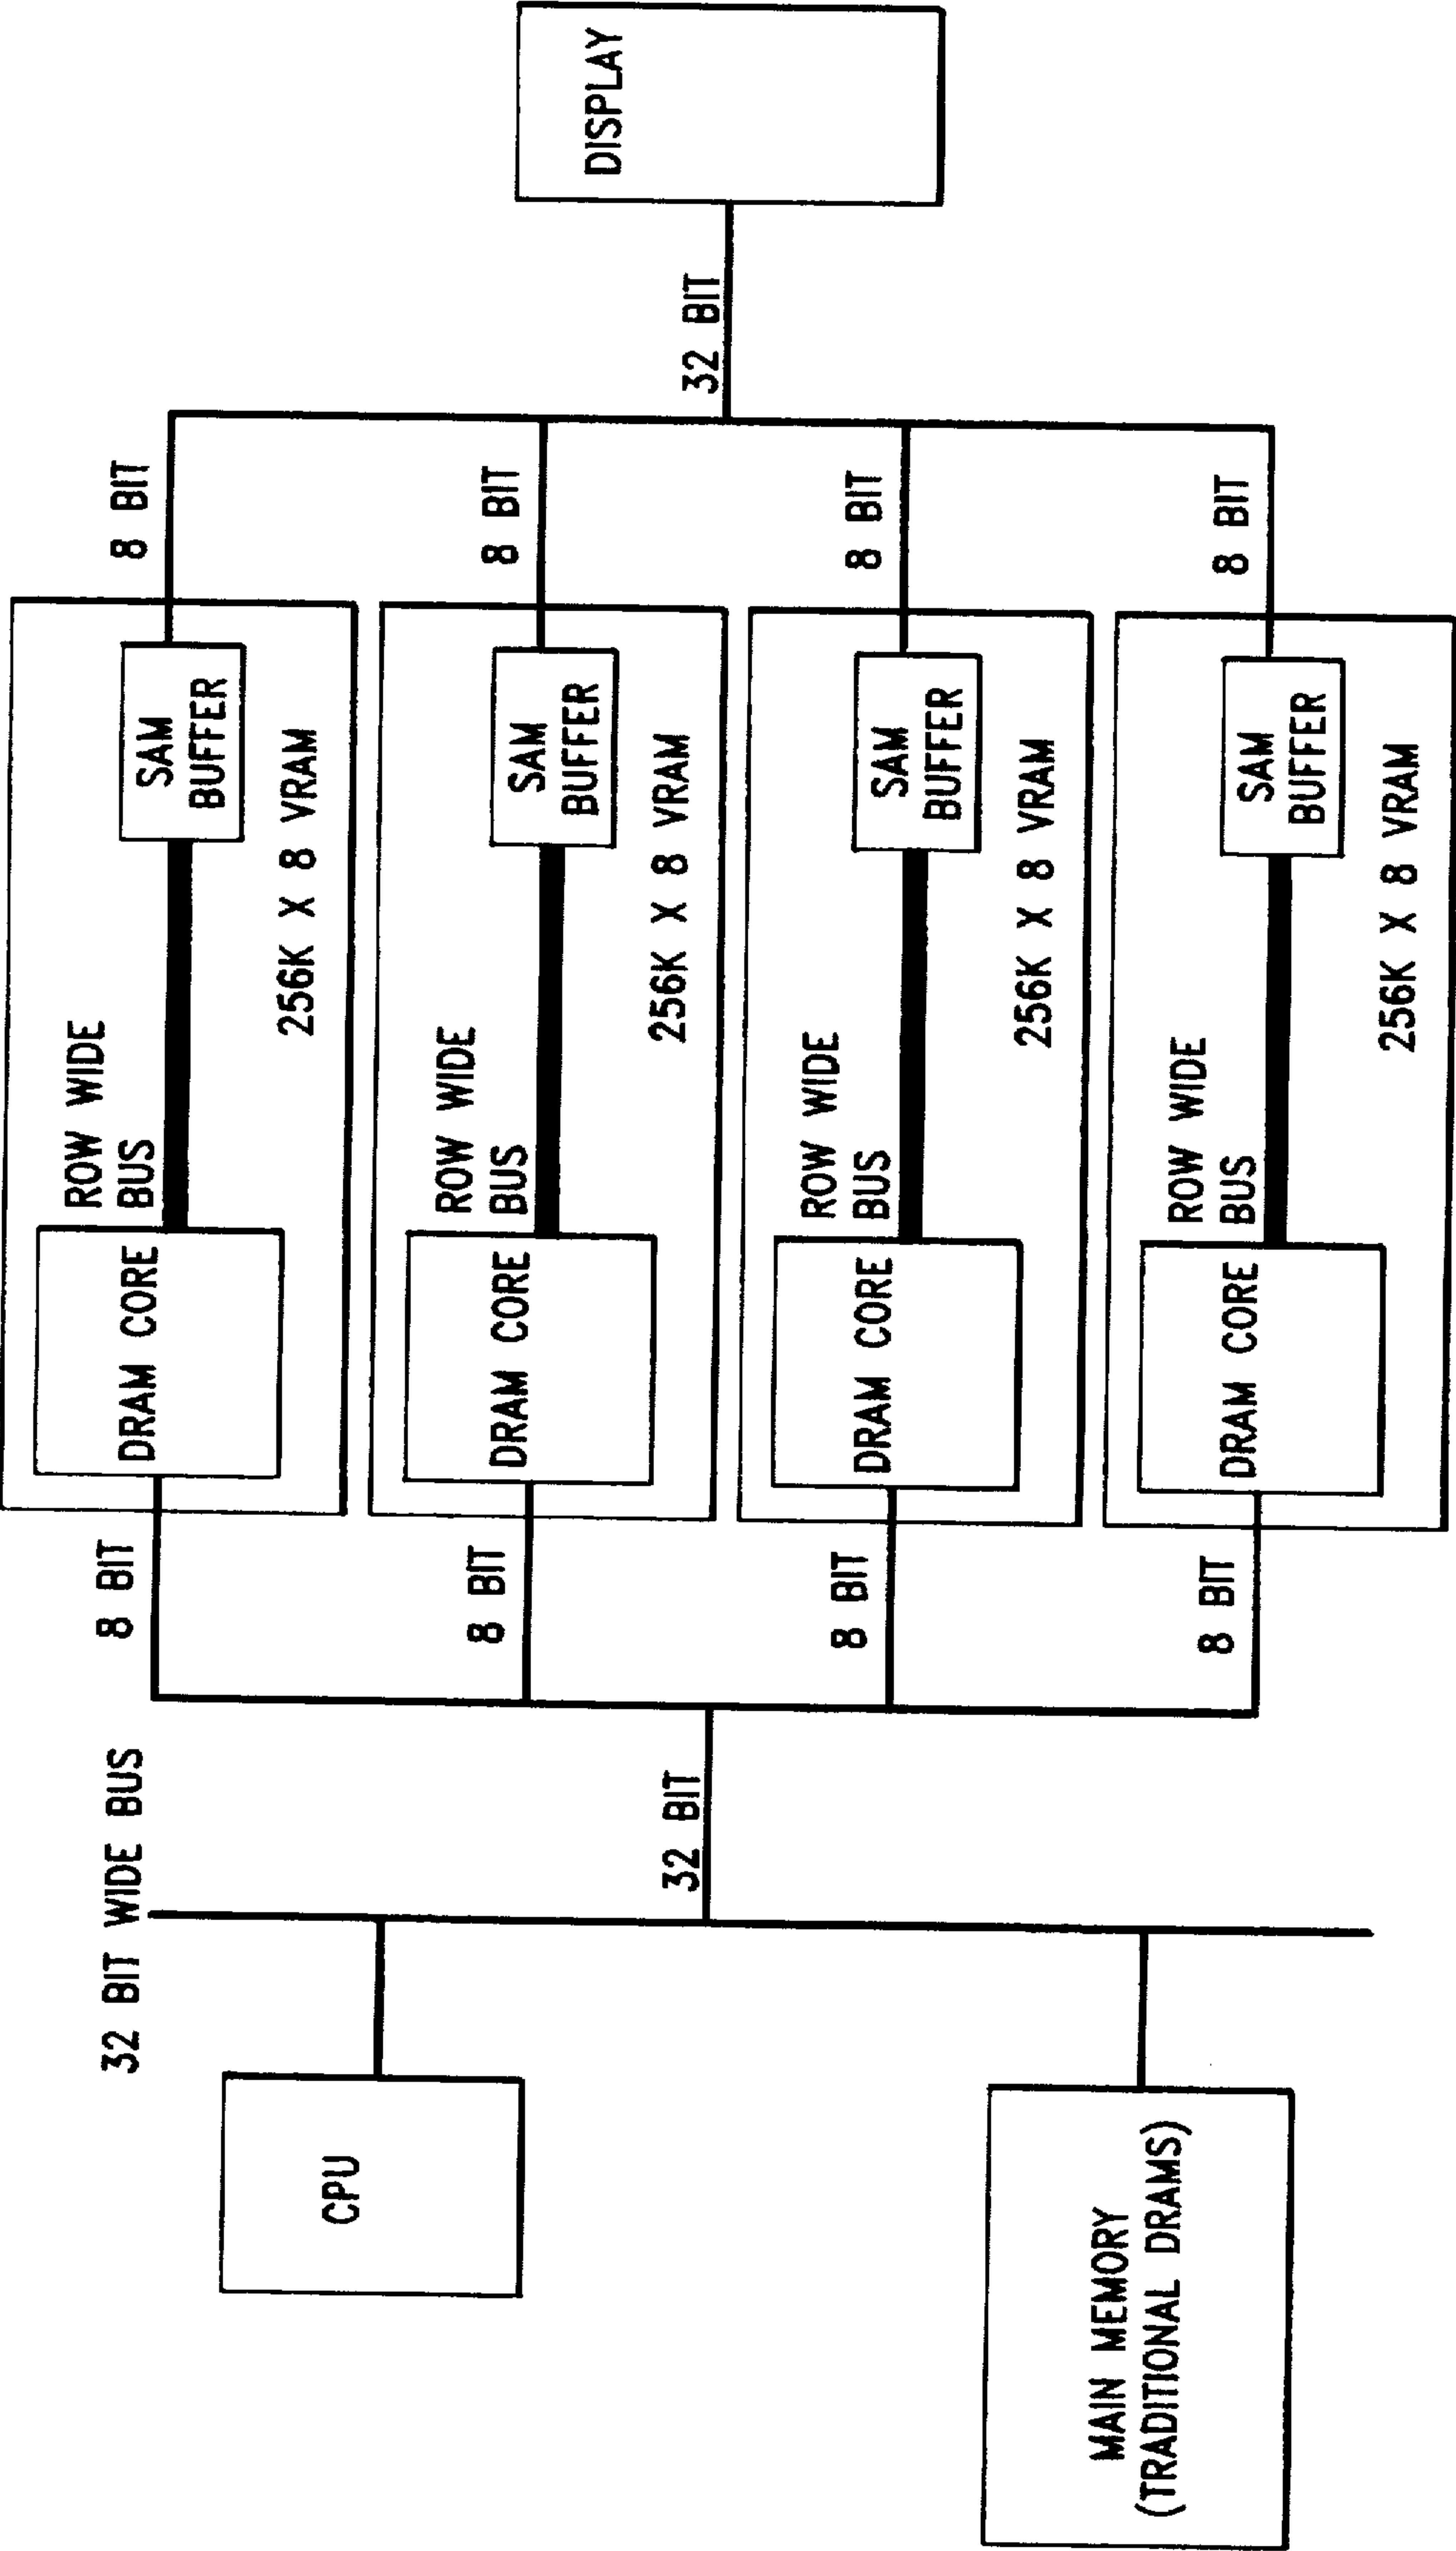 32 BIT WIDE BUS
CPU
MAIN MEMORY
(TRADITIONAL DRAMS)
32 BIT
8 BIT
DRAM CORE
ROW WIDE
BUS
SAM
BUFFER
256K X 8 VRAM
8 BIT
8 BIT
DRAM CORE
ROW WIDE
BUS
SAM
BUFFER
256K X 8 VRAM
8 BIT
8 BIT
DRAM CORE
ROW WIDE
BUS
SAM
BUFFER
256K X 8 VRAM
8 BIT
8 BIT
DRAM CORE
ROW WIDE
BUS
SAM
BUFFER
256K X 8 VRAM
8 BIT
32 BIT
DISPLAY